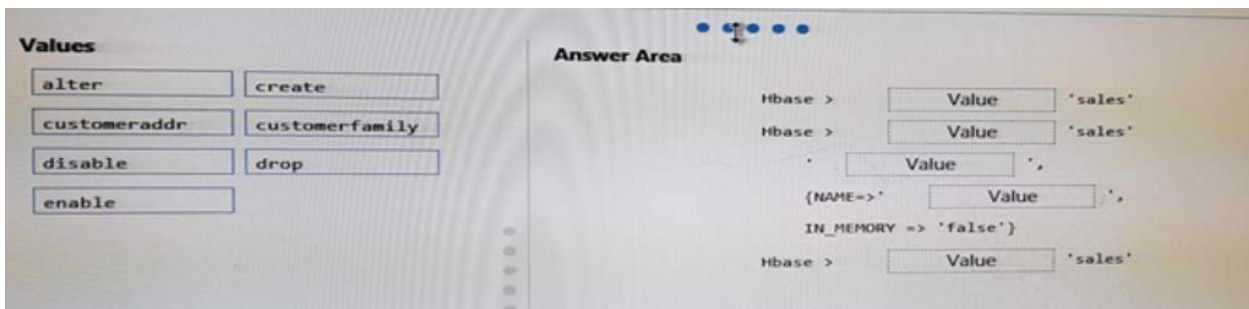 Values
alter
create
customeraddr
customerfamily
disable
drop
enable
Answer Area
Hbase > Value 'sales'
Hbase > Value 'sales'
' Value ',
{NAME=>' Value ',
IN_MEMORY => 'false'}
Hbase > Value 'sales'